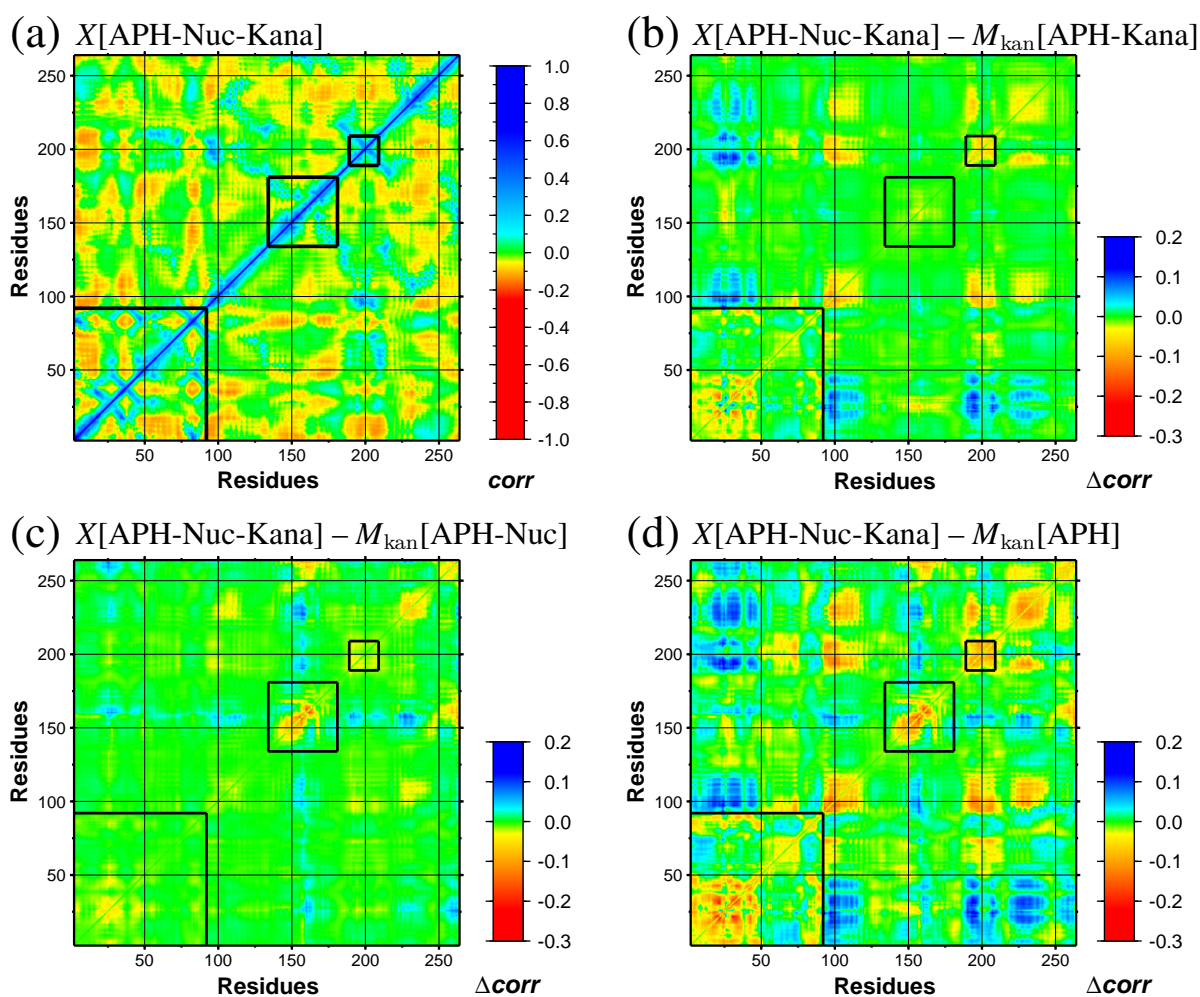 (a) X[APH-Nuc-Kana]
250
200
150
100
50
Residues
50 100 150 200 250
Residues
1.0
0.8
0.6
0.4
0.2
0.0
-0.2
-0.4
-0.6
-0.8
-1.0
corr
(b) X[APH-Nuc-Kana] – Mkan[APH-Kana]
250
200
150
100
50
Residues
50 100 150 200 250
Residues
0.2
0.1
0.0
-0.1
-0.2
-0.3
Δcorr
(c) X[APH-Nuc-Kana] – Mkan[APH-Nuc]
250
200
150
100
50
Residues
50 100 150 200 250
Residues
0.2
0.1
0.0
-0.1
-0.2
-0.3
Δcorr
(d) X[APH-Nuc-Kana] – Mkan[APH]
250
200
150
100
50
Residues
50 100 150 200 250
Residues
0.2
0.1
0.0
-0.1
-0.2
-0.3
Δcorr